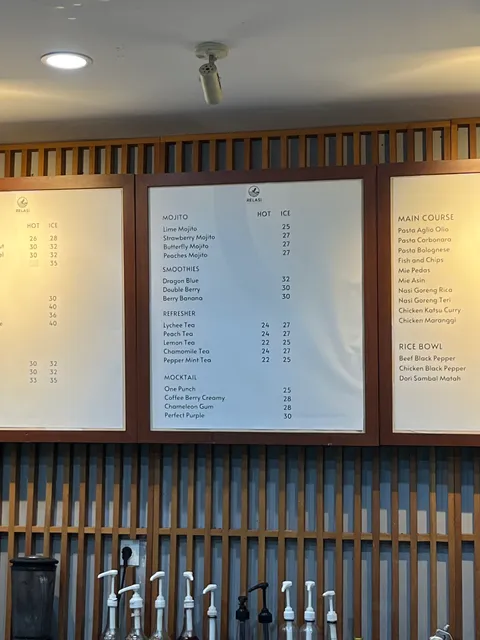 RELASI
HOT ICE
26 28
30 32
30 32
35
30
40
36
40
30 32
30 32
33 35
RELASI
HOT ICE
MOJITO
Lime Mojito 25
Strawberry Mojito 27
Butterfly Mojito 27
Peaches Mojito 27
SMOOTHIES
Dragon Blue 32
Double Berry 30
Berry Banana 30
REFRESHER
Lychee Tea 24 27
Peach Tea 24 27
Lemon Tea 22 25
Chamomile Tea 24 27
Pepper Mint Tea 22 25
MOCKTAIL
One Punch 25
Coffee Berry Creamy 28
Chameleon Gum 28
Perfect Purple 30
MAIN COURSE
Pasta Aglio Olio
Pasta Carbonara
Pasta Bolognese
Fish and Chips
Mie Pedas
Mie Asin
Nasi Goreng Rica
Nasi Goreng Teri
Chicken Katsu Curry
Chicken Maranggi
RICE BOWL
Beef Black Pepper
Chicken Black Pepper
Dori Sambal Matah